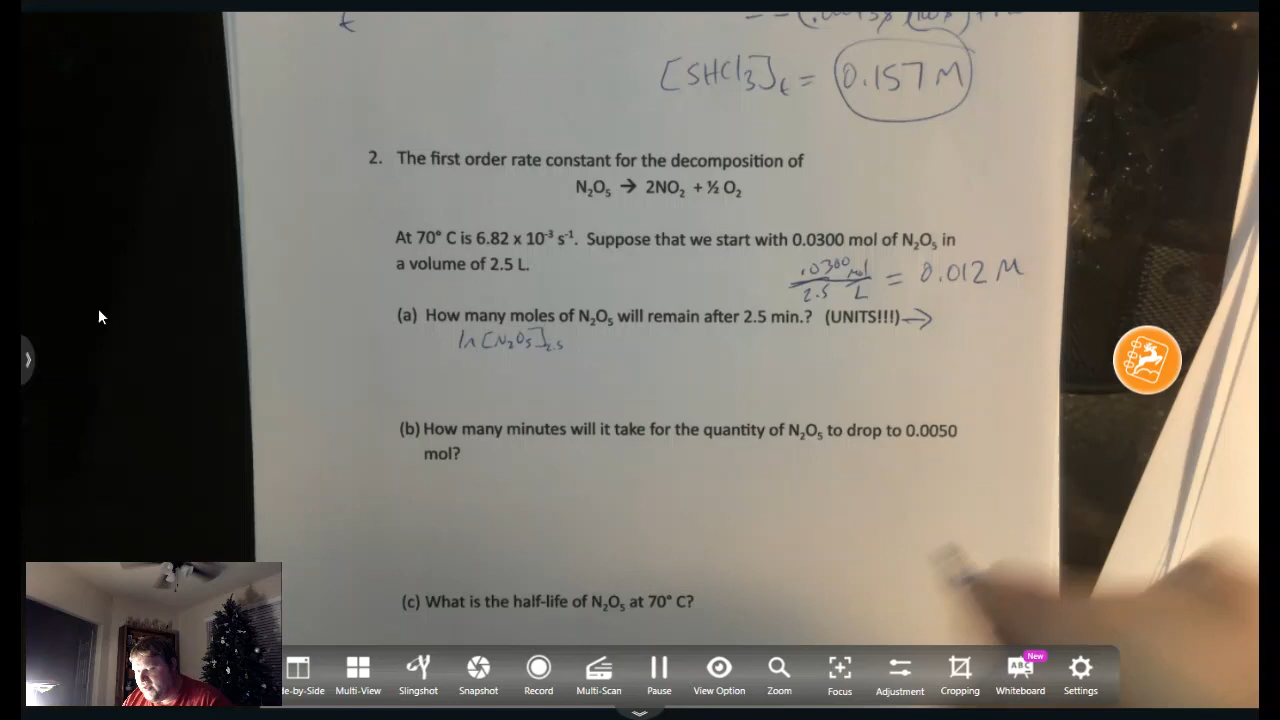 [SHCl3]t = 0.157 M
2. The first order rate constant for the decomposition of
N₂O₅ → 2NO₂ + ½ O₂
At 70° C is 6.82 x 10⁻³ s⁻¹. Suppose that we start with 0.0300 mol of N₂O₅ in
a volume of 2.5 L.
.0300 mol / 2.5 L = 0.012 M
(a) How many moles of N₂O₅ will remain after 2.5 min.? (UNITS!!!) →
ln [N₂O₅]2.5
(b) How many minutes will it take for the quantity of N₂O₅ to drop to 0.0050
mol?
(c) What is the half-life of N₂O₅ at 70° C?
New
e-by-Side Multi-View Slingshot Snapshot Record Multi-Scan Pause View Option Zoom Focus Adjustment Cropping Whiteboard Settings